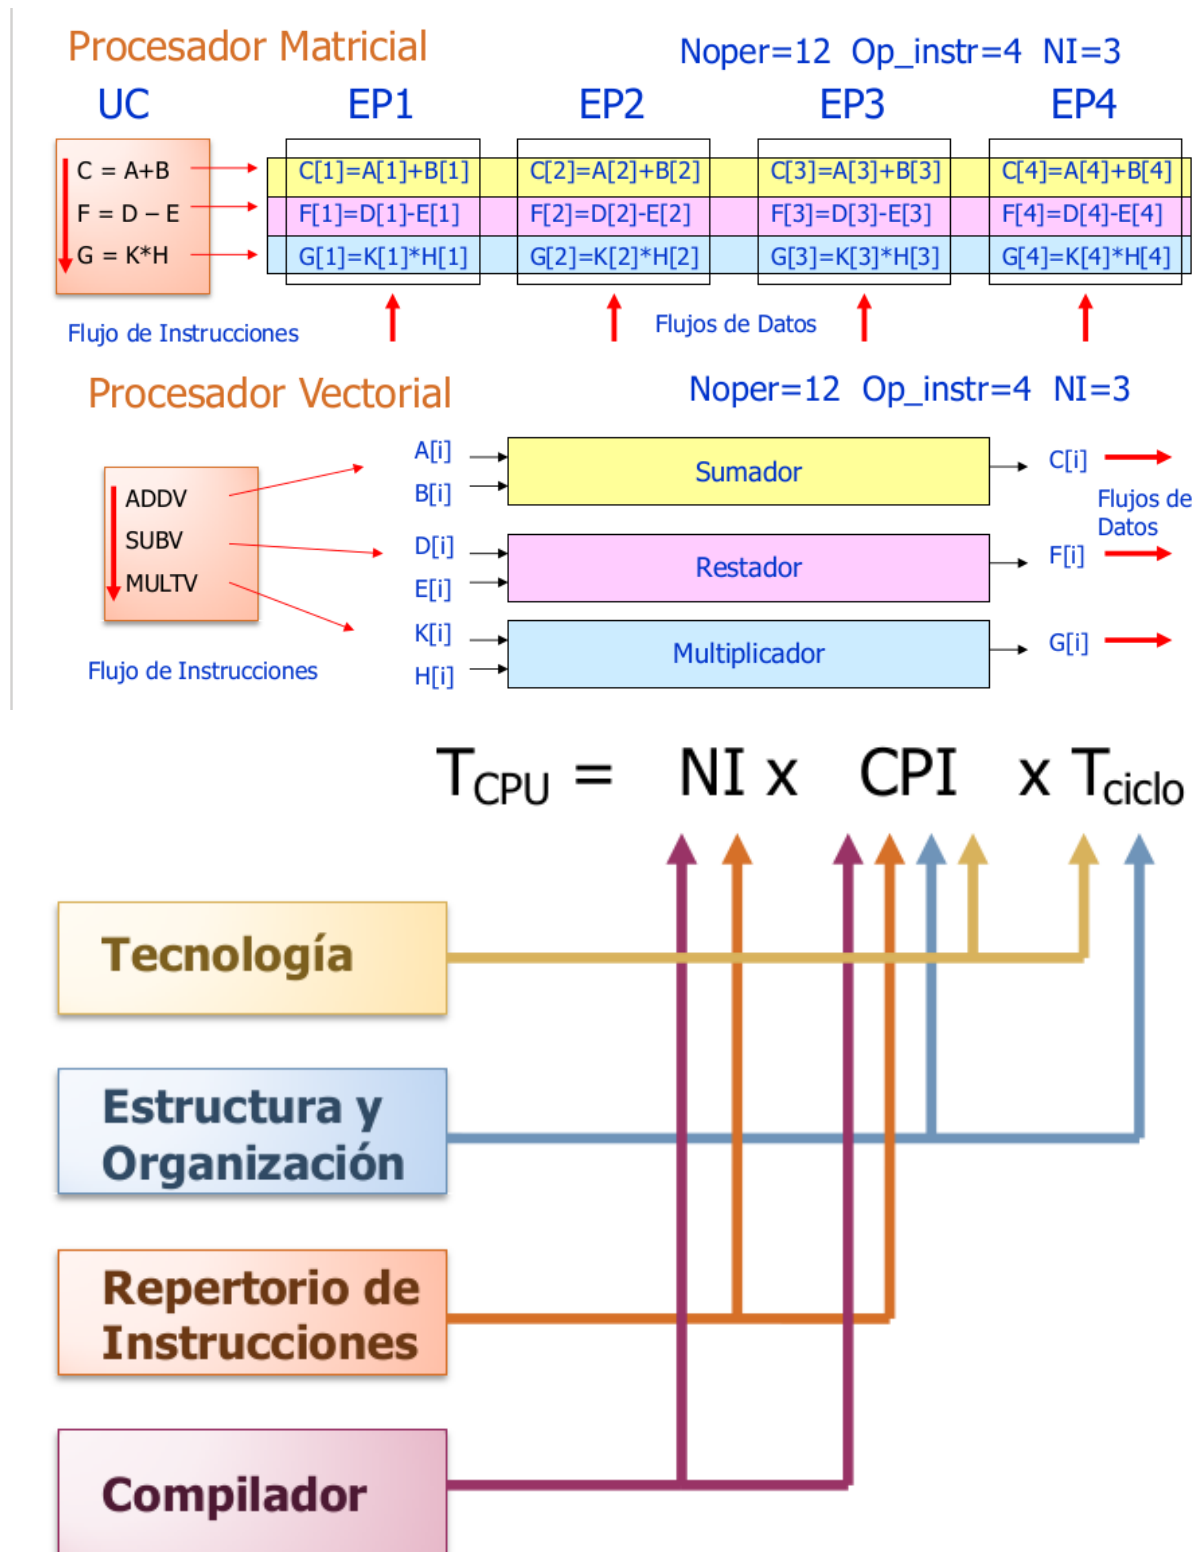 Procesador Matricial
Noper=12 Op_instr=4 NI=3
UC EP1 EP2 EP3 EP4
C = A+B C[1]=A[1]+B[1] C[2]=A[2]+B[2] C[3]=A[3]+B[3] C[4]=A[4]+B[4]
F = D – E F[1]=D[1]-E[1] F[2]=D[2]-E[2] F[3]=D[3]-E[3] F[4]=D[4]-E[4]
G = K*H G[1]=K[1]*H[1] G[2]=K[2]*H[2] G[3]=K[3]*H[3] G[4]=K[4]*H[4]
Flujo de Instrucciones
Flujos de Datos
Procesador Vectorial
Noper=12 Op_instr=4 NI=3
ADDV
SUBV
MULTV
Flujo de Instrucciones
A[i]
B[i]
Sumador
C[i]
Flujos de
Datos
D[i]
E[i]
Restador
F[i]
K[i]
H[i]
Multiplicador
G[i]
TCPU = NI x CPI x Tciclo
Tecnología
Estructura y
Organización
Repertorio de
Instrucciones
Compilador